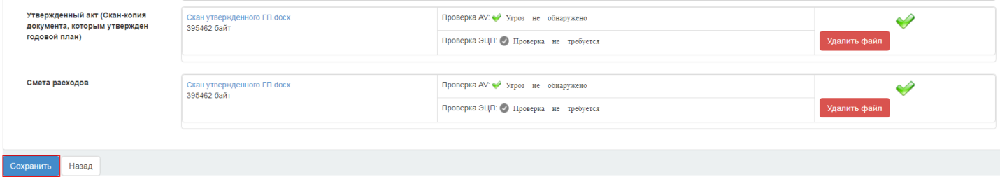 Утвержденный акт (Скан-копия
документа, которым утвержден
годовой план)
Скан утвержденного ГП.docx
395462 байт
Проверка AV: Угроз не обнаружено
Проверка ЭЦП: Проверка не требуется
Удалить файл
Смета расходов
Скан утвержденного ГП.docx
395462 байт
Проверка AV: Угроз не обнаружено
Проверка ЭЦП: Проверка не требуется
Удалить файл
Сохранить Назад